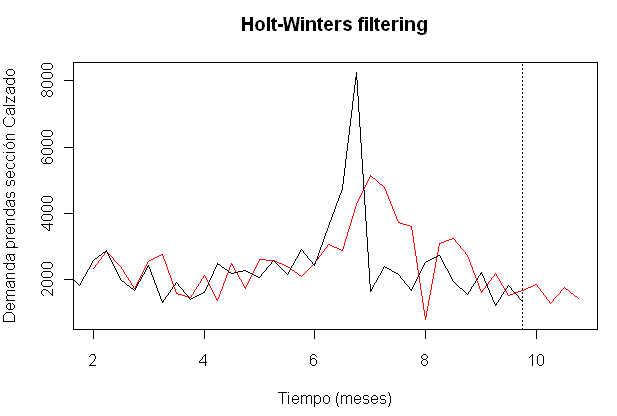 Holt-Winters filtering
Demanda prendas sección Calzado
8000
6000
4000
2000
2 4 6 8 10
Tiempo (meses)